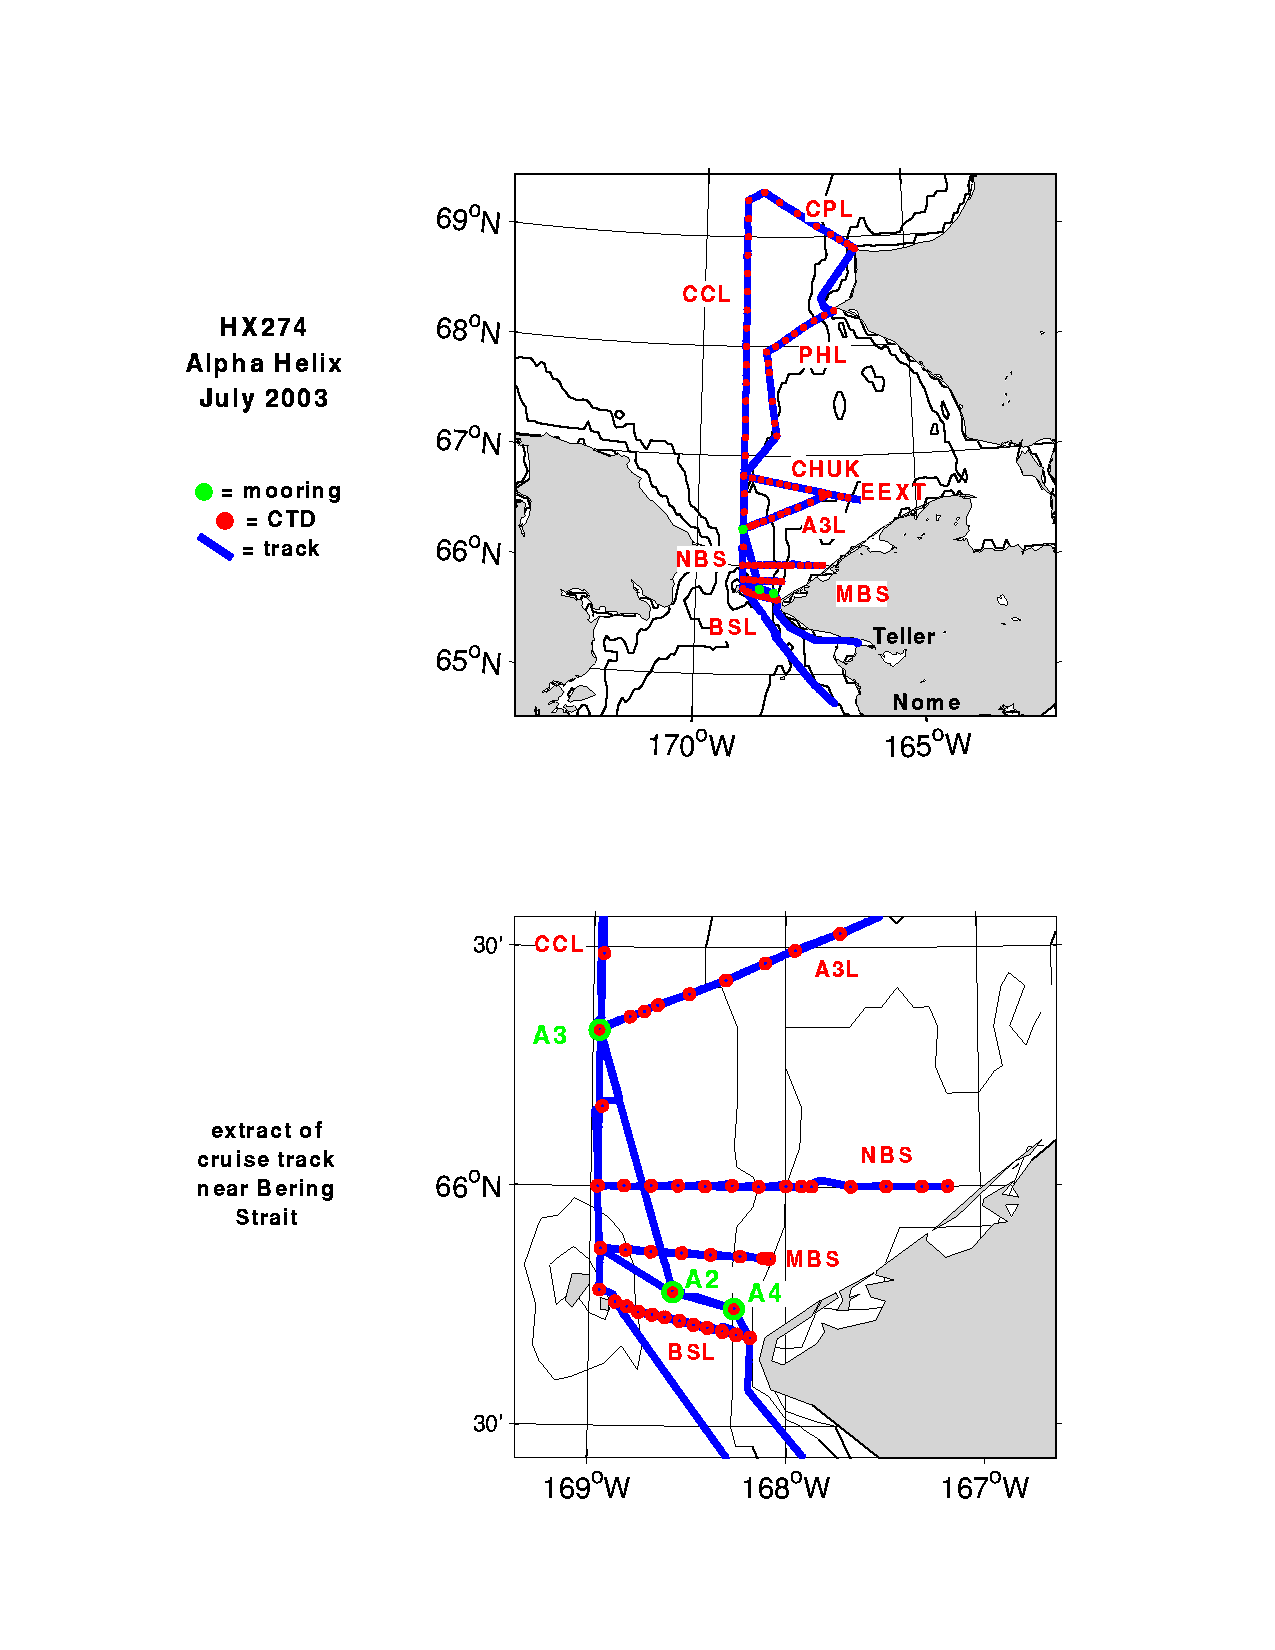 HX274
Alpha Helix
July 2003
= mooring
= CTD
= track
69°N
68°N
67°N
66°N
65°N
170°W
165°W
CPL
CCL
PHL
CHUK
EEXT
A3L
NBS
MBS
BSL
Teller
Nome
extract of
cruise track
near Bering
Strait
30'
66°N
30'
169°W
168°W
167°W
CCL
A3L
A3
NBS
MBS
A2
A4
BSL